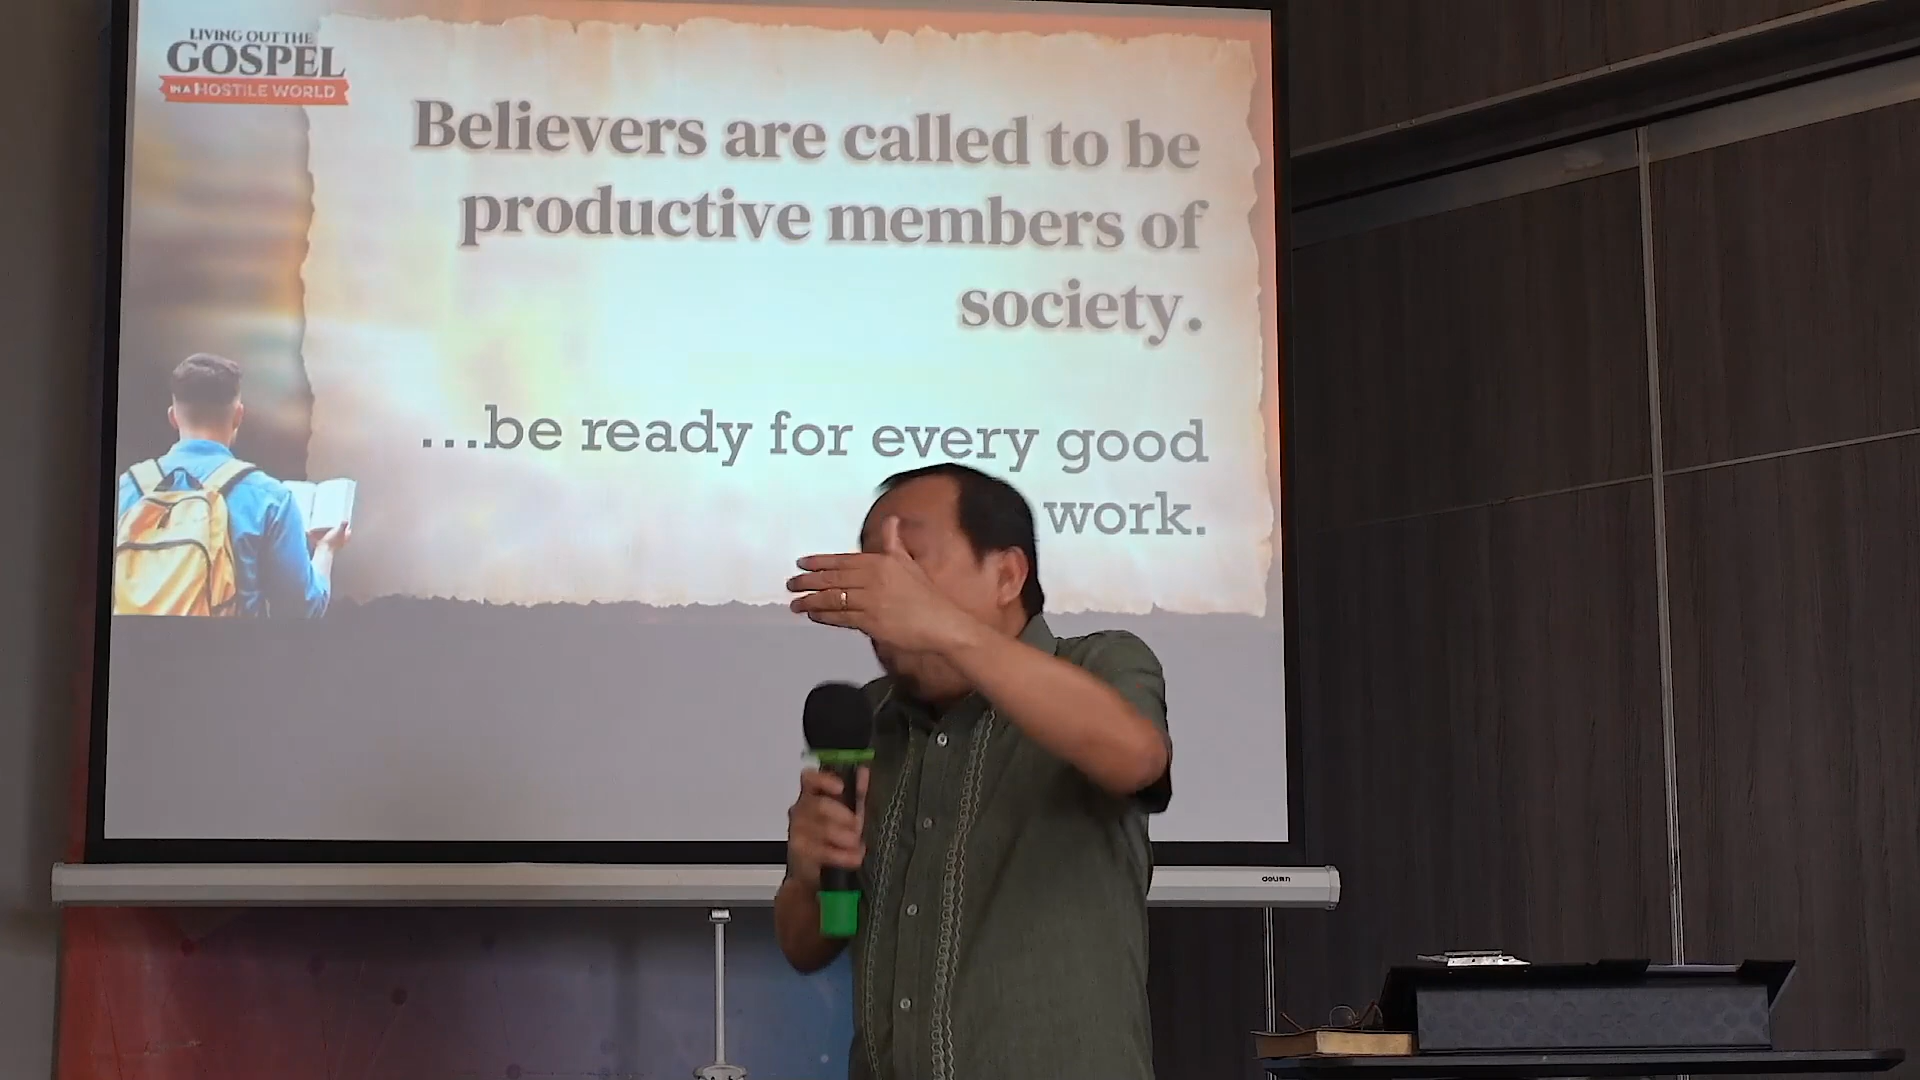 LIVING OUT THE
GOSPEL
IN A HOSTILE WORLD
Believers are called to be
productive members of
society.
...be ready for every good
work.